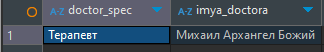 A-Z doctor_spec A-Z imya_doctora
1 Терапевт Михаил Архангел Божий